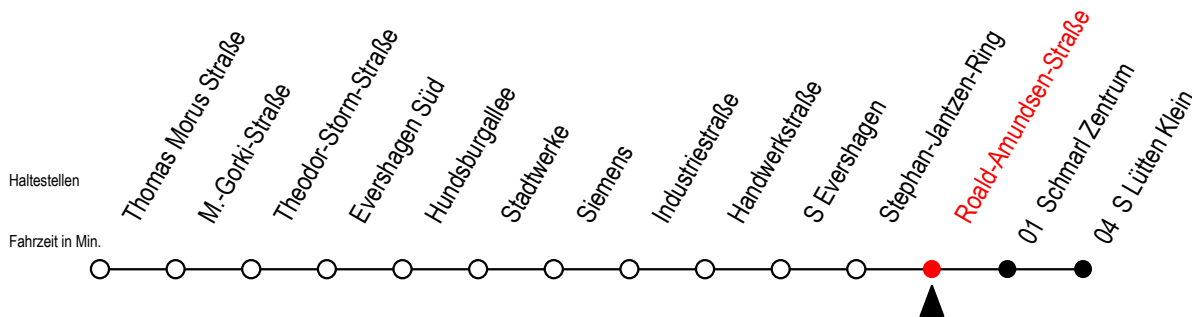 Haltestellen
Fahrzeit in Min.
Thomas Morus Straße
M.-Gorki-Straße
Theodor-Storm-Straße
Evershagen Süd
Hundsburgallee
Stadtwerke
Siemens
Industriestraße
Handwerkstraße
S Evershagen
Stephan-Jantzen-Ring
Roald-Amundsen-Straße
01 Schmarl Zentrum
04 S Lütten Klein